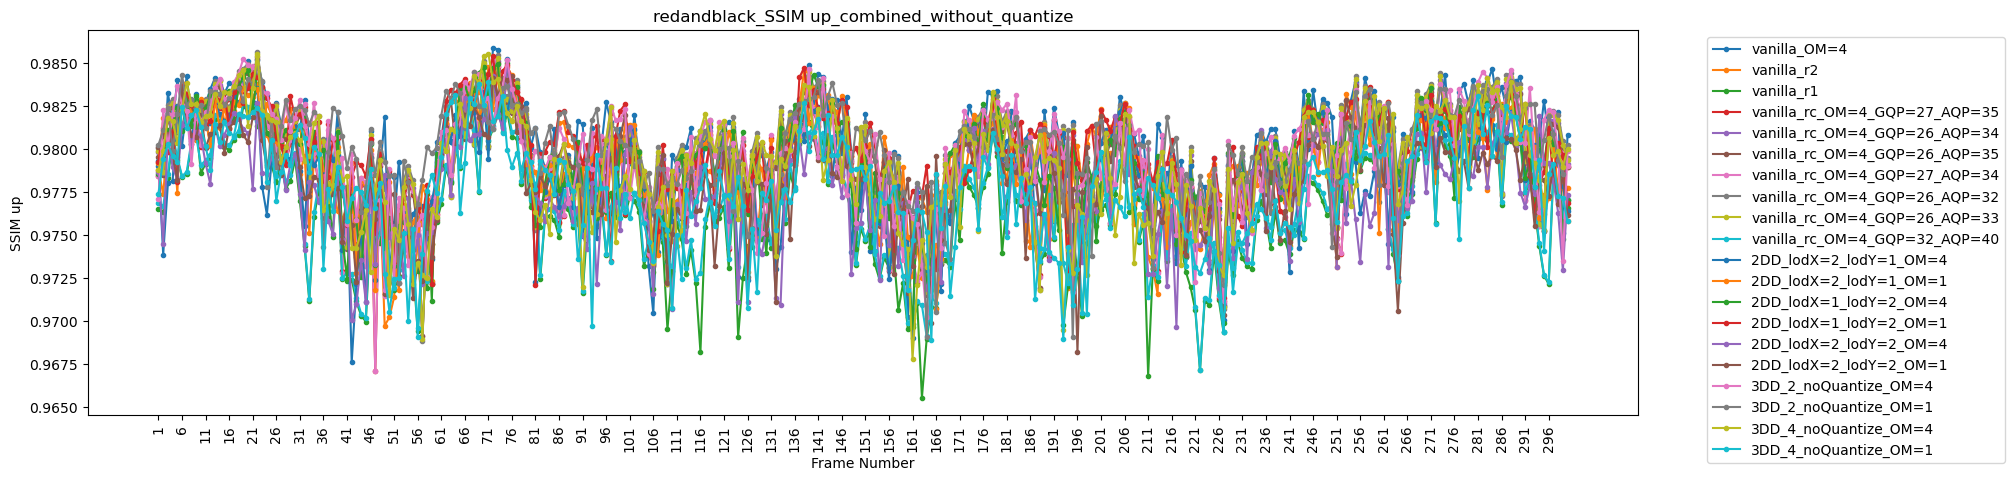 redandblack_SSIM up_combined_without_quantize
SSIM up
0.9850
0.9825
0.9800
0.9775
0.9750
0.9725
0.9700
0.9675
0.9650
1 6 11 16 21 26 31 36 41 46 51 56 61 66 71 76 81 86 91 96 101 106 111 116 121 126 131 136 141 146 151 156 161 166 171 176 181 186 191 196 201 206 211 216 221 226 231 236 241 246 251 256 261 266 271 276 281 286 291 296
Frame Number
vanilla_OM=4
vanilla_r2
vanilla_r1
vanilla_rc_OM=4_GQP=27_AQP=35
vanilla_rc_OM=4_GQP=26_AQP=34
vanilla_rc_OM=4_GQP=26_AQP=35
vanilla_rc_OM=4_GQP=27_AQP=34
vanilla_rc_OM=4_GQP=26_AQP=32
vanilla_rc_OM=4_GQP=26_AQP=33
vanilla_rc_OM=4_GQP=32_AQP=40
2DD_lodX=2_lodY=1_OM=4
2DD_lodX=2_lodY=1_OM=1
2DD_lodX=1_lodY=2_OM=4
2DD_lodX=1_lodY=2_OM=1
2DD_lodX=2_lodY=2_OM=4
2DD_lodX=2_lodY=2_OM=1
3DD_2_noQuantize_OM=4
3DD_2_noQuantize_OM=1
3DD_4_noQuantize_OM=4
3DD_4_noQuantize_OM=1